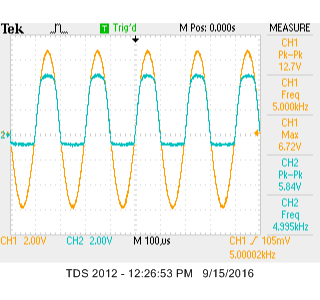 Tek T Trig'd M Pos: 0.000s MEASURE
CH1
Pk-Pk
12.7V
CH1
Freq
5.000kHz
CH1
Max
6.72V
2
CH2
Pk-Pk
5.84V
CH2
Freq
4.995kHz
CH1 2.00V CH2 2.00V M 100µs CH1 / 105mV
5.00002kHz
TDS 2012 - 12:26:53 PM 9/15/2016